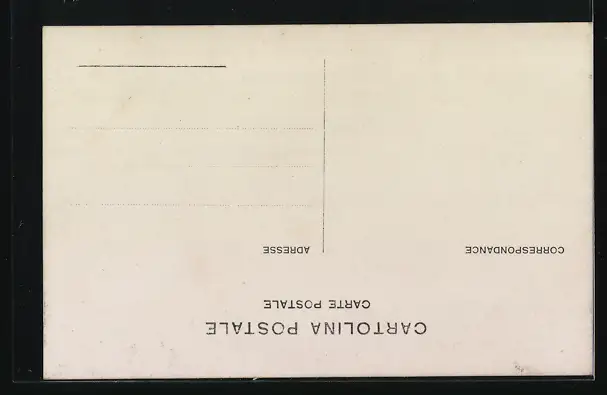 CARTOLINA POSTALE
CARTE POSTALE
CORRESPONDANCE
ADRESSE